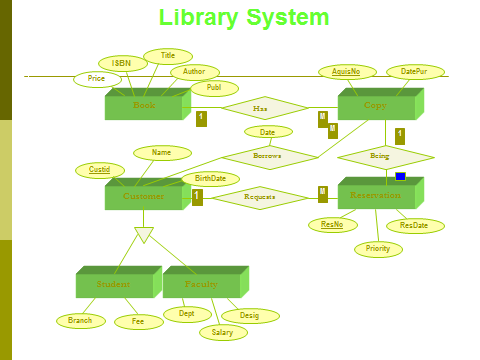 Library System
Title
ISBN
Author
AquisNo
DatePur
Price
Publ
Book
Has
Copy
1
M
Date
M
Name
Borrows
Being
Custid
BirthDate
Customer
1
Requests
M
Reservation
ResNo
ResDate
Priority
Student
Faculty
Branch
Fee
Dept
Desig
Salary